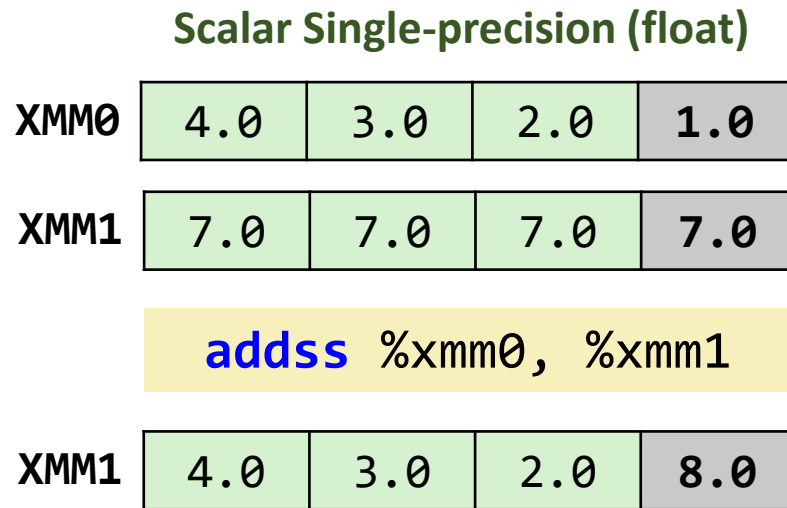 Scalar Single-precision (float)
XMM0 4.0 3.0 2.0 1.0
XMM1 7.0 7.0 7.0 7.0
addss %xmm0, %xmm1
XMM1 4.0 3.0 2.0 8.0